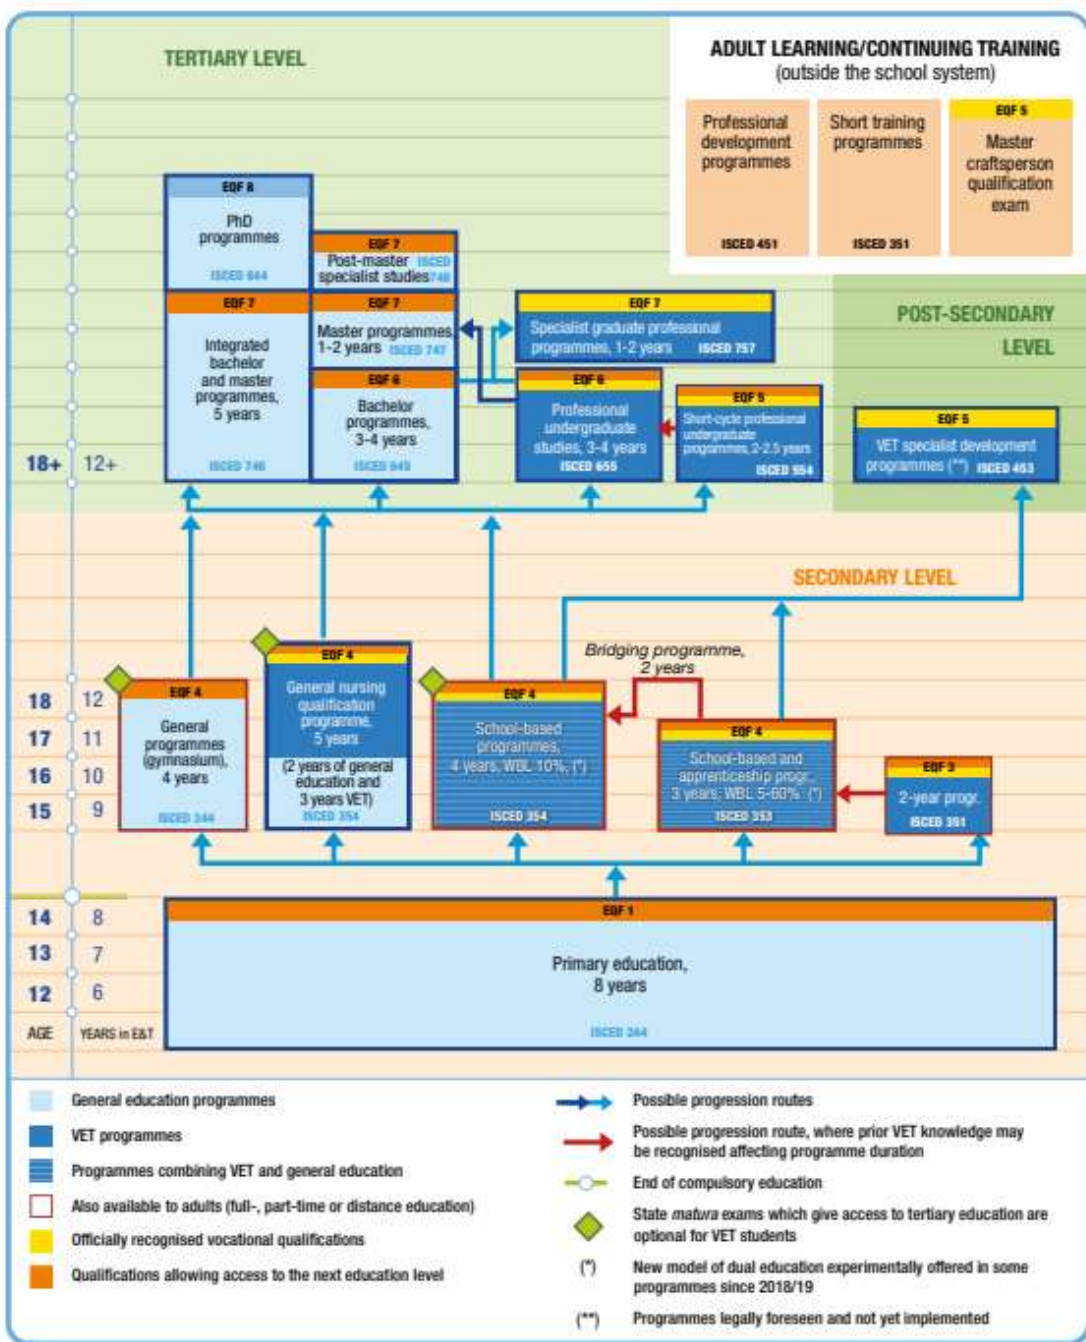 TERTIARY LEVEL
ADULT LEARNING/CONTINUING TRAINING
(outside the school system)
Professional
development
programmes
ISCED 451
Short training
programmes
ISCED 351
EQF 5
Master
craftsperson
qualification
exam
EQF 8
PhD
programmes
ISCED 844
EQF 7
Post-master ISCED
specialist studies 748
EQF 7
Integrated
bachelor
and master
programmes,
5 years
ISCED 746
EQF 7
Master programmes,
1-2 years ISCED 747
EQF 6
Bachelor
programmes,
3-4 years
ISCED 645
EQF 7
Specialist graduate professional
programmes, 1-2 years ISCED 757
EQF 6
Professional
undergraduate
studies, 3-4 years
ISCED 655
EQF 5
Short-cycle professional
undergraduate
programmes, 2-2.5 years
ISCED 554
POST-SECONDARY
LEVEL
EQF 5
VET specialist development
programmes (**) ISCED 453
18+ 12+
SECONDARY LEVEL
Bridging programme,
2 years
EQF 4
General
programmes
(gymnasium),
4 years
ISCED 344
EQF 4
General nursing
qualification
programme,
5 years
(2 years of general
education and
3 years VET)
ISCED 354
EQF 4
School-based
programmes,
4 years, WBL 10%, (*)
ISCED 354
EQF 4
School-based and
apprenticeship progr.,
3 years, WBL 5-60% (*)
ISCED 353
EQF 3
2-year progr.
ISCED 351
18 12
17 11
16 10
15 9
14 8
13 7
12 6
AGE YEARS in E&T
EQF 1
Primary education,
8 years
ISCED 244
General education programmes
VET programmes
Programmes combining VET and general education
Also available to adults (full-, part-time or distance education)
Officially recognised vocational qualifications
Qualifications allowing access to the next education level
Possible progression routes
Possible progression route, where prior VET knowledge may
be recognised affecting programme duration
End of compulsory education
State matura exams which give access to tertiary education are
optional for VET students
(*) New model of dual education experimentally offered in some
programmes since 2018/19
(**) Programmes legally foreseen and not yet implemented